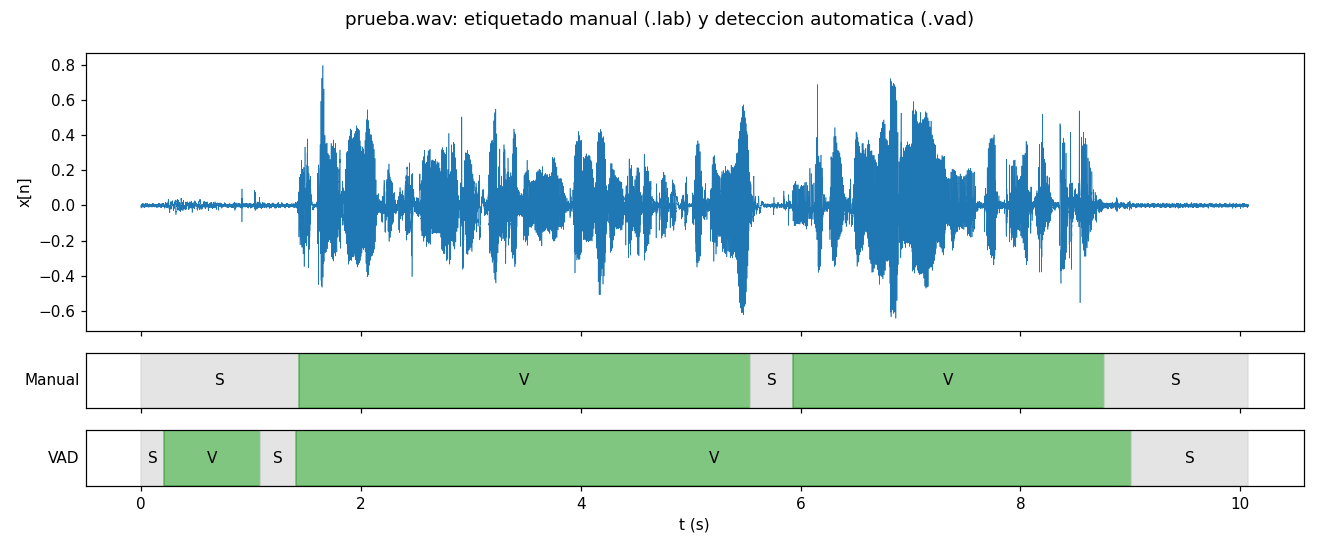 prueba.wav: etiquetado manual (.lab) y deteccion automatica (.vad)
0.8
0.6
0.4
0.2
0.0
−0.2
−0.4
−0.6
x[n]
Manual
S V S V S
VAD
S V S V S
0 2 4 6 8 10
t (s)